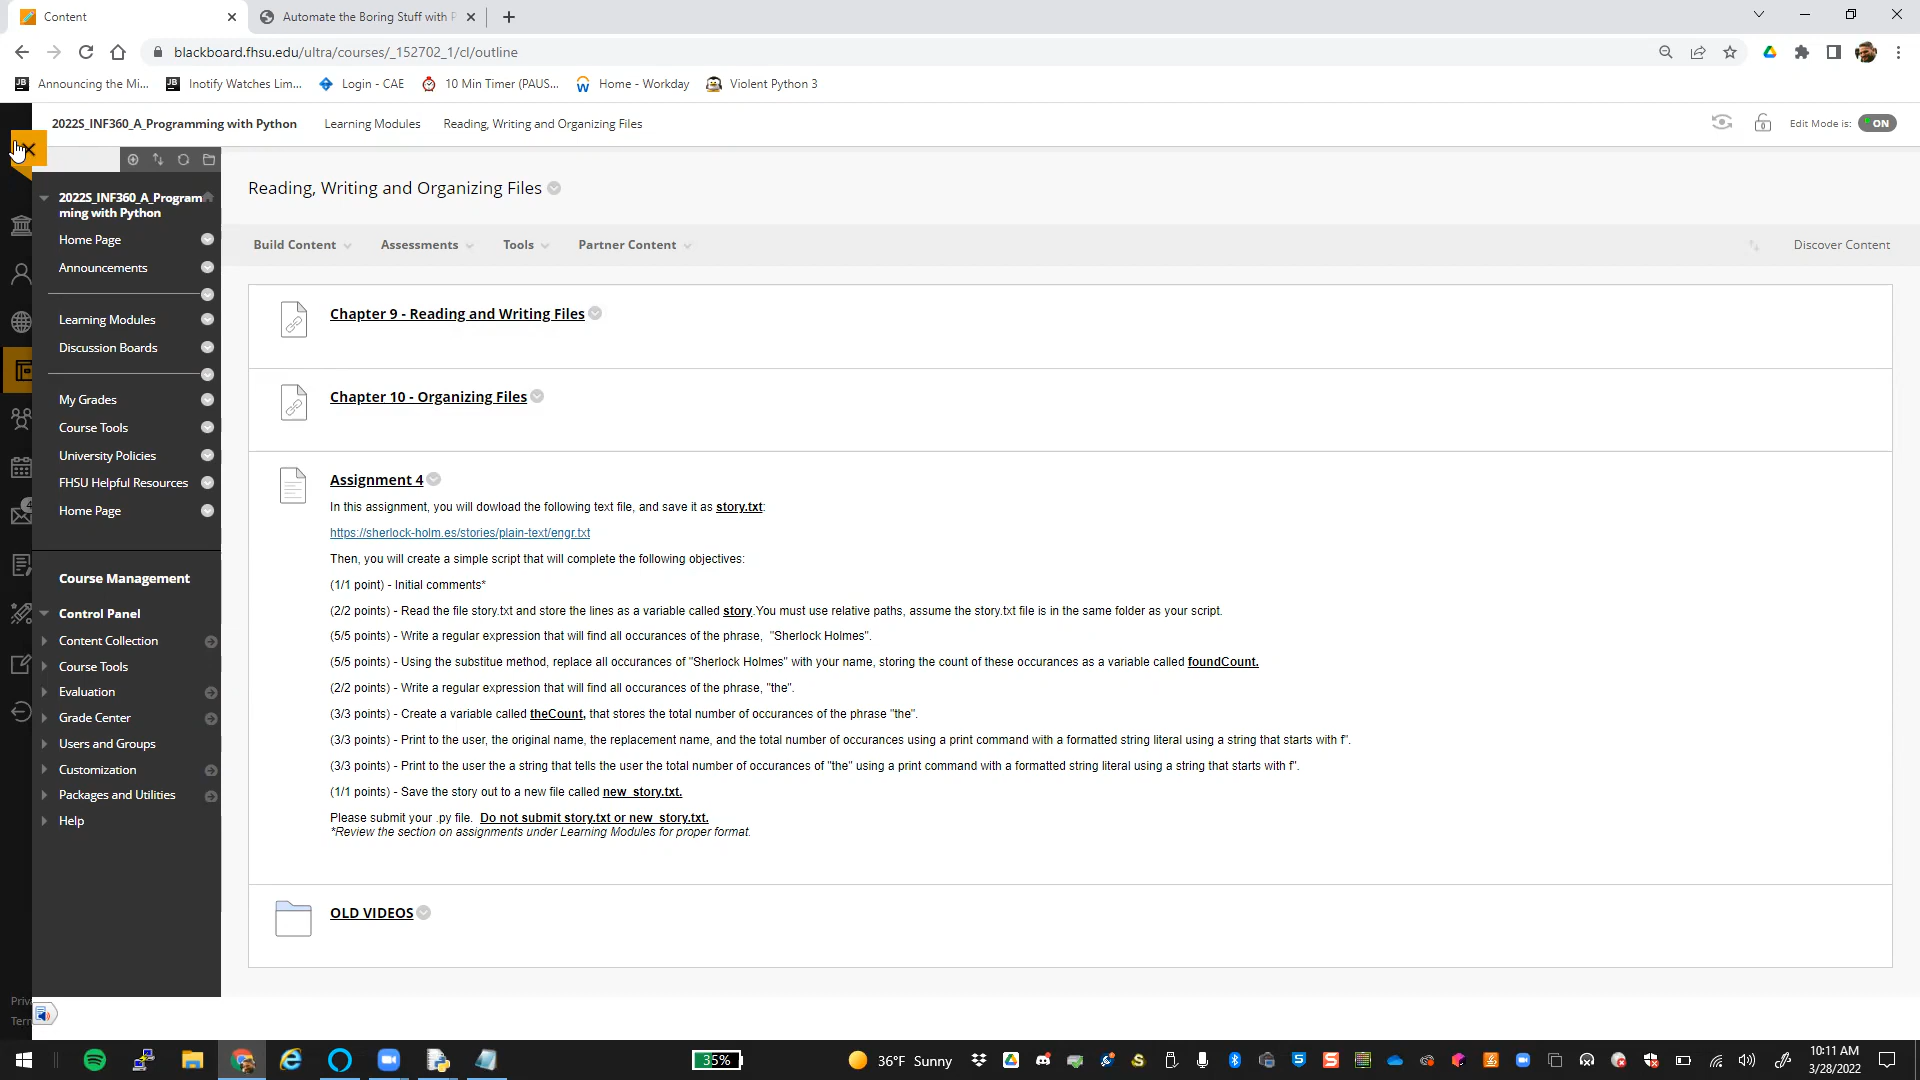 Content
Automate the Boring Stuff with P
blackboard.fhsu.edu/ultra/courses/_152702_1/cl/outline
Announcing the Mi...
Inotify Watches Lim...
Login - CAE
10 Min Timer (PAUS...
Home - Workday
Violent Python 3
2022S_INF360_A_Programming with Python
Learning Modules
Reading, Writing and Organizing Files
Edit Mode is:
ON
2022S_INF360_A_Program
ming with Python
Home Page
Announcements
Learning Modules
Discussion Boards
My Grades
Course Tools
University Policies
FHSU Helpful Resources
Home Page
Course Management
Control Panel
Content Collection
Course Tools
Evaluation
Grade Center
Users and Groups
Customization
Packages and Utilities
Help
Reading, Writing and Organizing Files
Build Content
Assessments
Tools
Partner Content
Discover Content
Chapter 9 - Reading and Writing Files
Chapter 10 - Organizing Files
Assignment 4
In this assignment, you will dowload the following text file, and save it as story.txt:
https://sherlock-holm.es/stories/plain-text/engr.txt
Then, you will create a simple script that will complete the following objectives:
(1/1 point) - Initial comments*
(2/2 points) - Read the file story.txt and store the lines as a variable called story.You must use relative paths, assume the story.txt file is in the same folder as your script.
(5/5 points) - Write a regular expression that will find all occurances of the phrase, "Sherlock Holmes".
(5/5 points) - Using the substitue method, replace all occurances of "Sherlock Holmes" with your name, storing the count of these occurances as a variable called foundCount.
(2/2 points) - Write a regular expression that will find all occurances of the phrase, "the".
(3/3 points) - Create a variable called theCount, that stores the total number of occurances of the phrase "the".
(3/3 points) - Print to the user, the original name, the replacement name, and the total number of occurances using a print command with a formatted string literal using a string that starts with f".
(3/3 points) - Print to the user the a string that tells the user the total number of occurances of "the" using a print command with a formatted string literal using a string that starts with f".
(1/1 points) - Save the story out to a new file called new_story.txt.
Please submit your .py file. Do not submit story.txt or new_story.txt.
*Review the section on assignments under Learning Modules for proper format.
OLD VIDEOS
Priv
Tern
35%
36°F Sunny
10:11 AM
3/28/2022